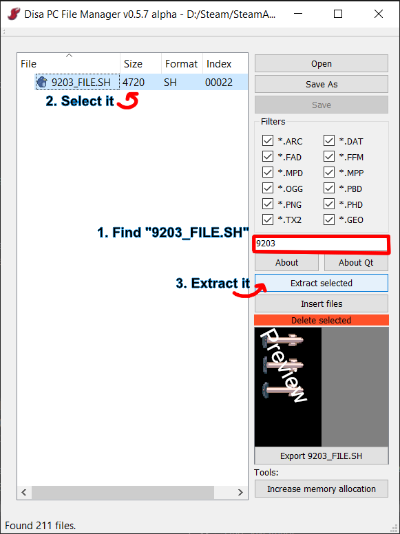 Disa PC File Manager v0.5.7 alpha - D:/Steam/SteamA...
File Size Format Index
9203_FILE.SH 4720 SH 00022
2. Select it
1. Find "9203_FILE.SH"
3. Extract it
Open
Save As
Save
Filters
*.ARC *.DAT
*.FAD *.FFM
*.MPD *.MPP
*.OGG *.PBD
*.PNG *.PHD
*.TX2 *.GEO
9203
About About Qt
Extract selected
Insert files
Delete selected
Preview
Export 9203_FILE.SH
Tools:
Increase memory allocation
Found 211 files.